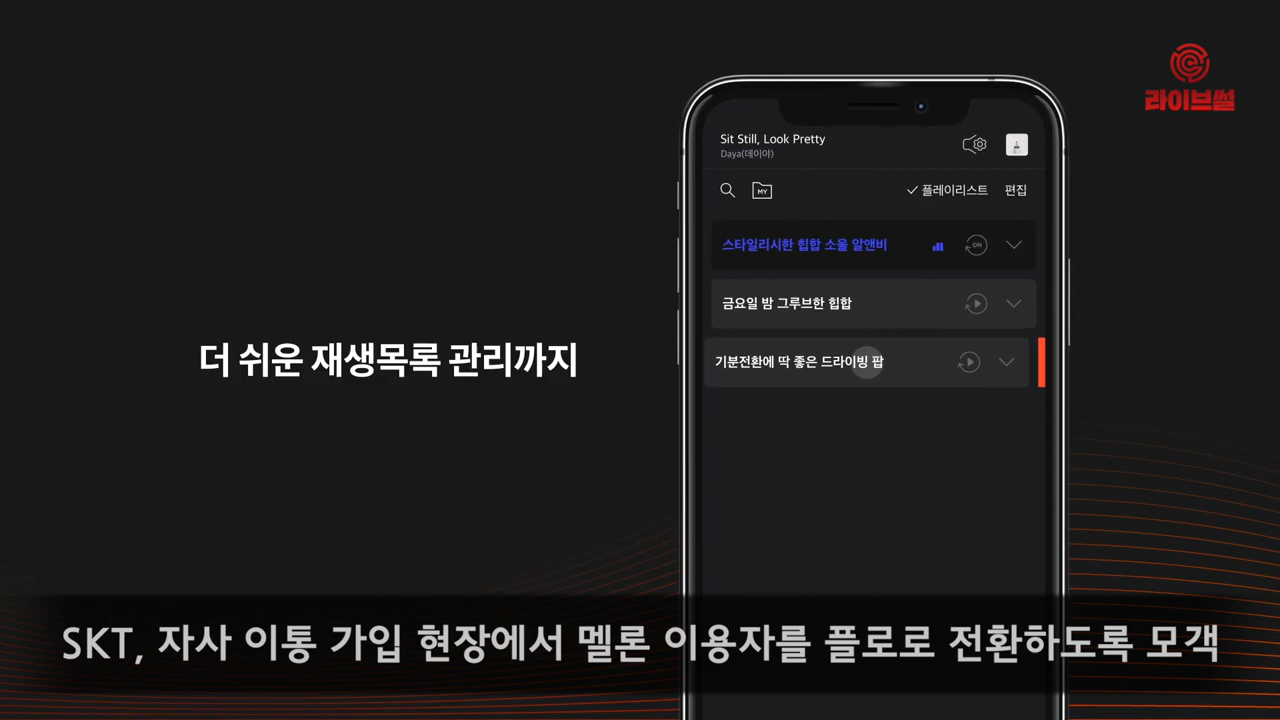 라이브썰
Sit Still, Look Pretty
Daya(데이야)
MY
플레이리스트 편집
스타일리시한 힙합 소울 알앤비
ON
금요일 밤 그루브한 힙합
기분전환에 딱 좋은 드라이빙 팝
더 쉬운 재생목록 관리까지
SKT, 자사 이통 가입 현장에서 멜론 이용자를 플로로 전환하도록 모객